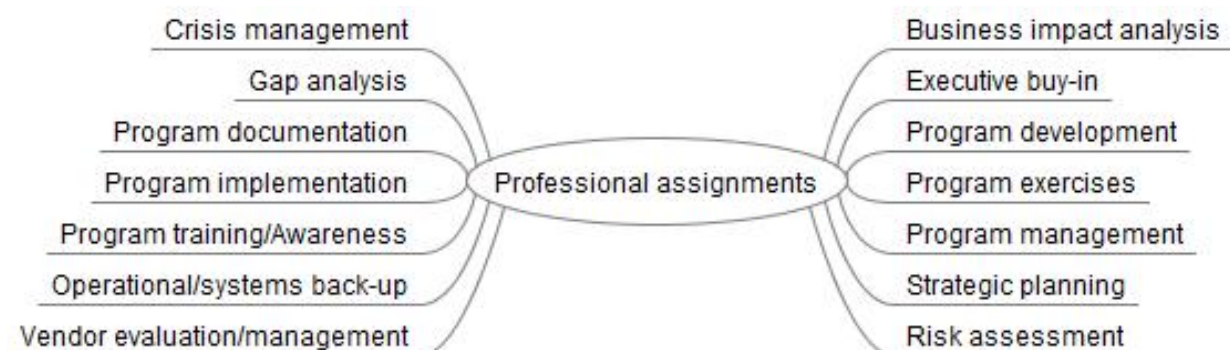 Crisis management
Gap analysis
Program documentation
Program implementation
Program training/Awareness
Operational/systems back-up
Vendor evaluation/management
Professional assignments
Business impact analysis
Executive buy-in
Program development
Program exercises
Program management
Strategic planning
Risk assessment